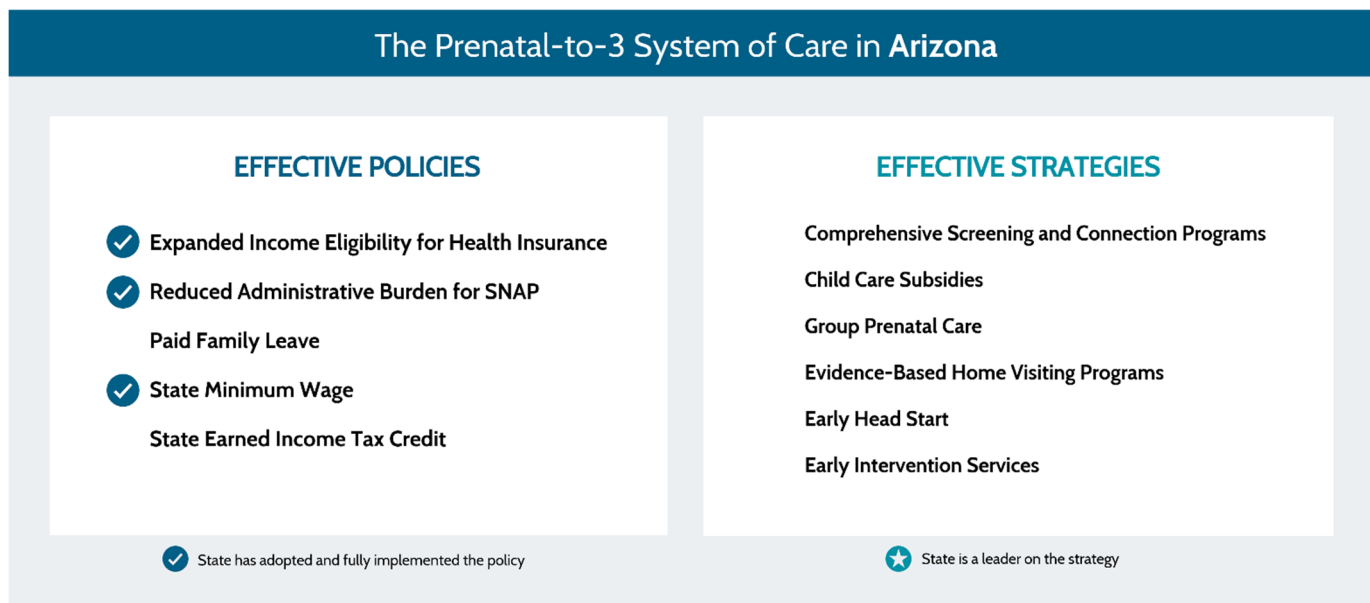 The Prenatal-to-3 System of Care in Arizona
EFFECTIVE POLICIES
Expanded Income Eligibility for Health Insurance
Reduced Administrative Burden for SNAP
Paid Family Leave
State Minimum Wage
State Earned Income Tax Credit
State has adopted and fully implemented the policy
EFFECTIVE STRATEGIES
Comprehensive Screening and Connection Programs
Child Care Subsidies
Group Prenatal Care
Evidence-Based Home Visiting Programs
Early Head Start
Early Intervention Services
State is a leader on the strategy